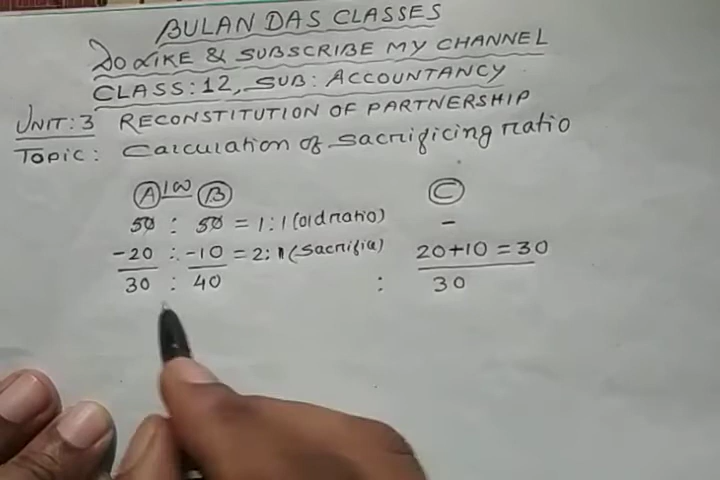 BULAN DAS CLASSES
DO LIKE & SUBSCRIBE MY CHANNEL
CLASS:12, SUB: ACCOUNTANCY
UNIT:3 RECONSTITUTION OF PARTNERSHIP
TOPIC: Calculation of Sacrificing ratio
A 100 B C
50 : 50 = 1:1 (old ratio) -
-20 : -10 = 2:1 (Sacrifice) 20+10 = 30
30 : 40 : 30